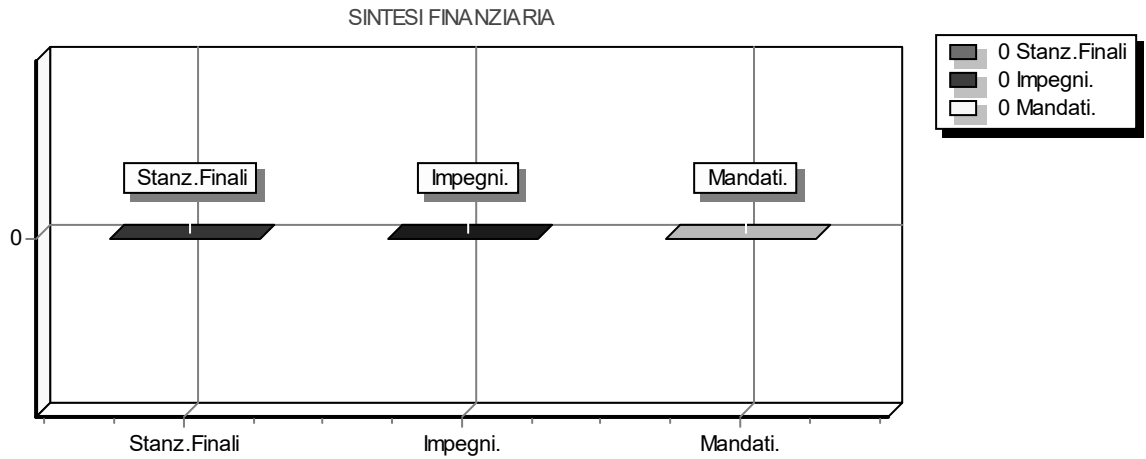 SINTESI FINANZIARIA
0 Stanz.Finali
0 Impegni.
0 Mandati.
Stanz.Finali
Impegni.
Mandati.
0
Stanz.Finali
Impegni.
Mandati.